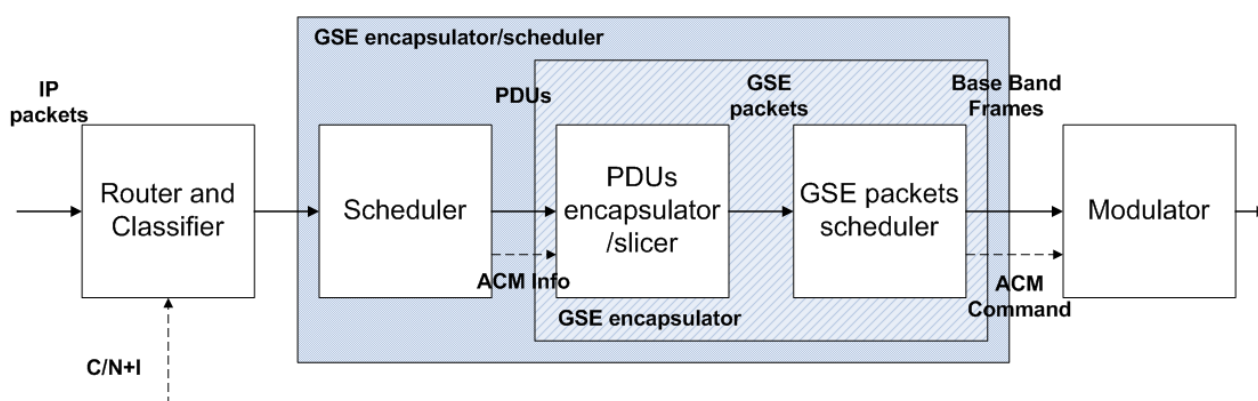 GSE encapsulator/scheduler
IP
packets
PDUs
GSE
packets
Base Band
Frames
Router and
Classifier
Scheduler
PDUs
encapsulator
/slicer
GSE packets
scheduler
Modulator
ACM Info
ACM
Command
GSE encapsulator
C/N+I